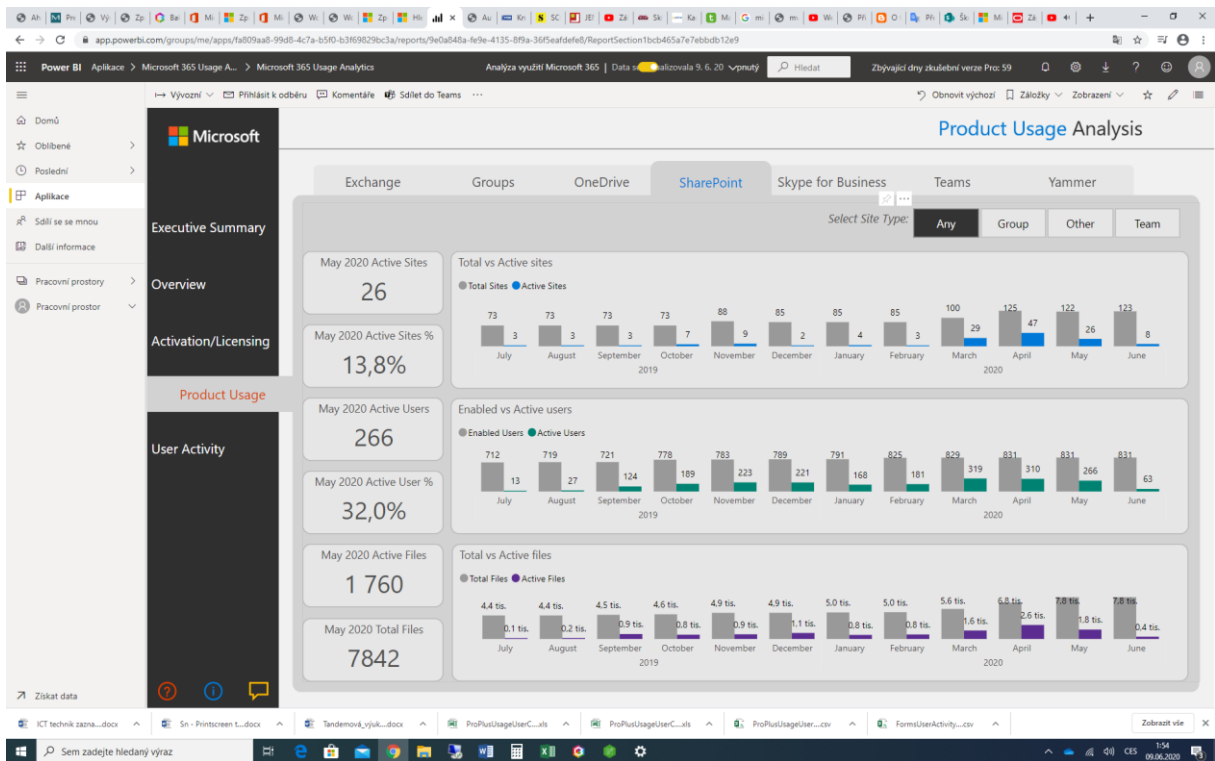 app.powerbi.com/groups/me/apps/fa809aa8-99d8-4c7a-b5f0-b3f69829bc3a/reports/9e0a848a-fe9e-4135-8f9a-36f5eafdefe8/ReportSection1bcb465a7e7ebbdb12e9
Power BI Aplikace > Microsoft 365 Usage A... > Microsoft 365 Usage Analytics
Analýza využití Microsoft 365 | Data
9. 6. 20
Hledat
Zbývající dny zkušební verze Pro: 59
Vývozní
Přihlásit k odběru
Komentáře
Sdílet do Teams
...
Obnovit výchozí
Záložky
Zobrazení
Domů
Oblíbené
Poslední
Aplikace
Sdílí se se mnou
Další informace
Pracovní prostory
Pracovní prostor
Získat data
Microsoft
Executive Summary
Overview
Activation/Licensing
Product Usage
User Activity
Product Usage Analysis
Exchange Groups OneDrive SharePoint Skype for Business Teams Yammer
Select Site Type: Any Group Other Team
May 2020 Active Sites
26
May 2020 Active Sites %
13,8%
May 2020 Active Users
266
May 2020 Active User %
32,0%
May 2020 Active Files
1 760
May 2020 Total Files
7842
Total vs Active sites
Total Sites Active Sites
73 3 73 3 73 3 73 7 88 9 85 2 85 4 85 3 100 29 125 47 122 26 123 8
July August September October November December January February March April May June
2019 2020
Enabled vs Active users
Enabled Users Active Users
712 13 719 27 721 124 778 189 783 223 789 221 791 168 825 181 829 319 831 310 831 266 831 63
July August September October November December January February March April May June
2019 2020
Total vs Active files
Total Files Active Files
4,4 tis. 0,1 tis. 4,4 tis. 0,2 tis. 4,5 tis. 0,9 tis. 4,6 tis. 0,8 tis. 4,9 tis. 0,9 tis. 4,9 tis. 1,1 tis. 5,0 tis. 0,8 tis. 5,0 tis. 0,8 tis. 5,6 tis. 1,6 tis. 6,8 tis. 2,6 tis. 7,8 tis. 1,8 tis. 7,8 tis. 0,4 tis.
July August September October November December January February March April May June
2019 2020
ICT technik zazna....docx
Sn - Printscreen t....docx
Tandemová_výuk....docx
ProPlusUsageUserC....xls
ProPlusUsageUserC....xls
ProPlusUsageUser....csv
FormsUserActivity....csv
Zobrazit vše
Sem zadejte hledaný výraz
CES
1:54
09.06.2020